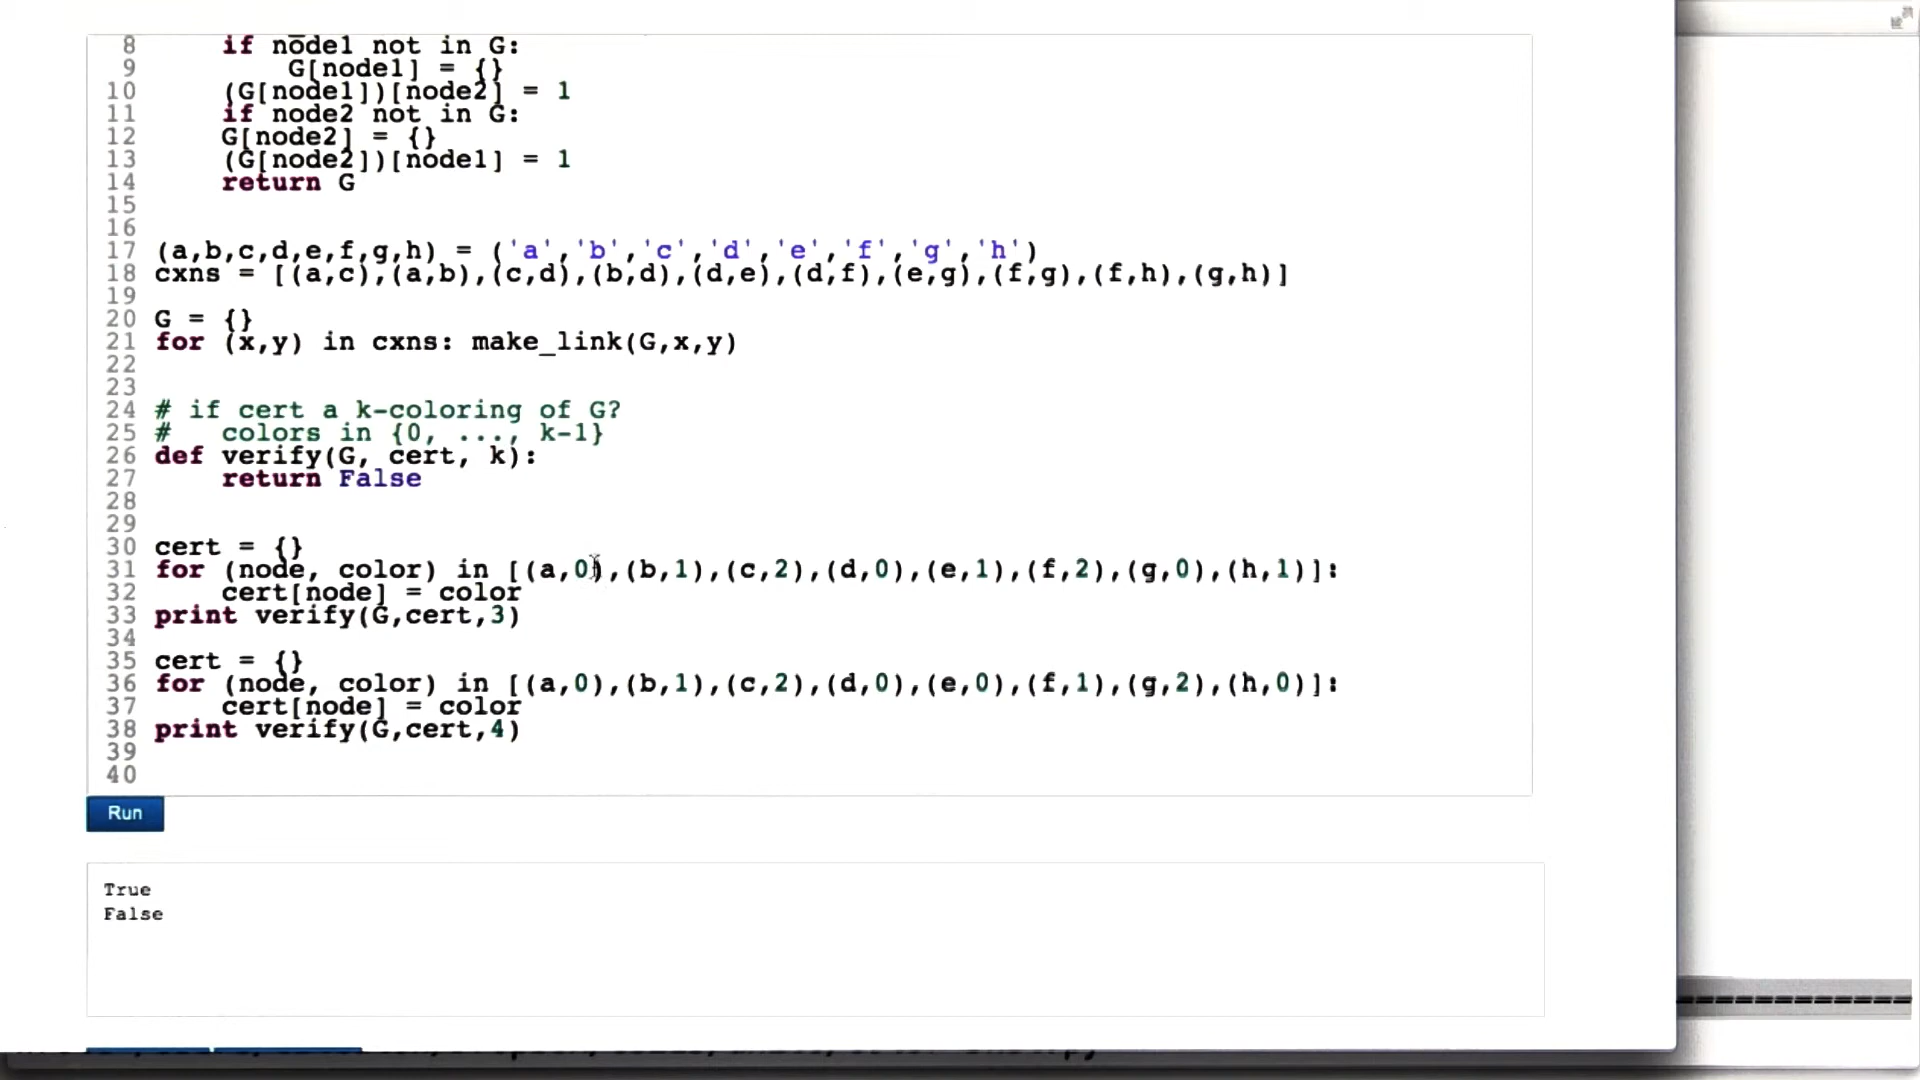 8 if node1 not in G:
9 G[node1] = {}
10 (G[node1])[node2] = 1
11 if node2 not in G:
12 G[node2] = {}
13 (G[node2])[node1] = 1
14 return G
15
16
17 (a,b,c,d,e,f,g,h) = ('a','b','c','d','e','f','g','h')
18 cxns = [(a,c),(a,b),(c,d),(b,d),(d,e),(d,f),(e,g),(f,g),(f,h),(g,h)]
19
20 G = {}
21 for (x,y) in cxns: make_link(G,x,y)
22
23
24 # if cert a k-coloring of G?
25 # colors in {0, ..., k-1}
26 def verify(G, cert, k):
27 return False
28
29
30 cert = {}
31 for (node, color) in [(a,0),(b,1),(c,2),(d,0),(e,1),(f,2),(g,0),(h,1)]:
32 cert[node] = color
33 print verify(G,cert,3)
34
35 cert = {}
36 for (node, color) in [(a,0),(b,1),(c,2),(d,0),(e,0),(f,1),(g,2),(h,0)]:
37 cert[node] = color
38 print verify(G,cert,4)
39
40
Run
True
False